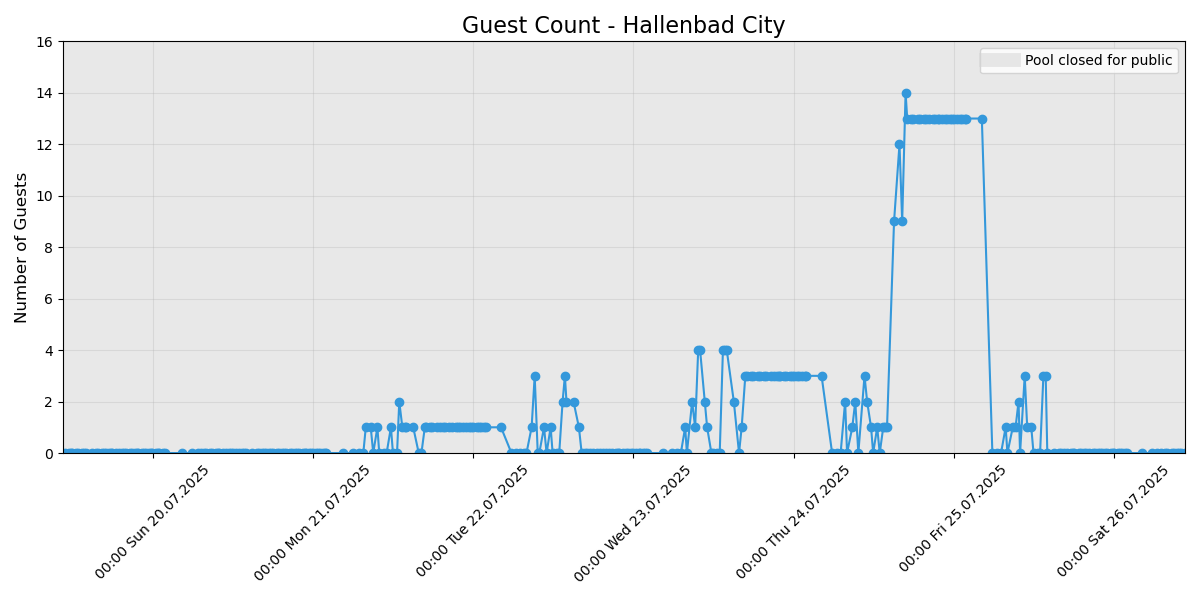 Guest Count - Hallenbad City
Pool closed for public
Number of Guests
16
14
12
10
8
6
4
2
0
00:00 Sun 20.07.2025
00:00 Mon 21.07.2025
00:00 Tue 22.07.2025
00:00 Wed 23.07.2025
00:00 Thu 24.07.2025
00:00 Fri 25.07.2025
00:00 Sat 26.07.2025